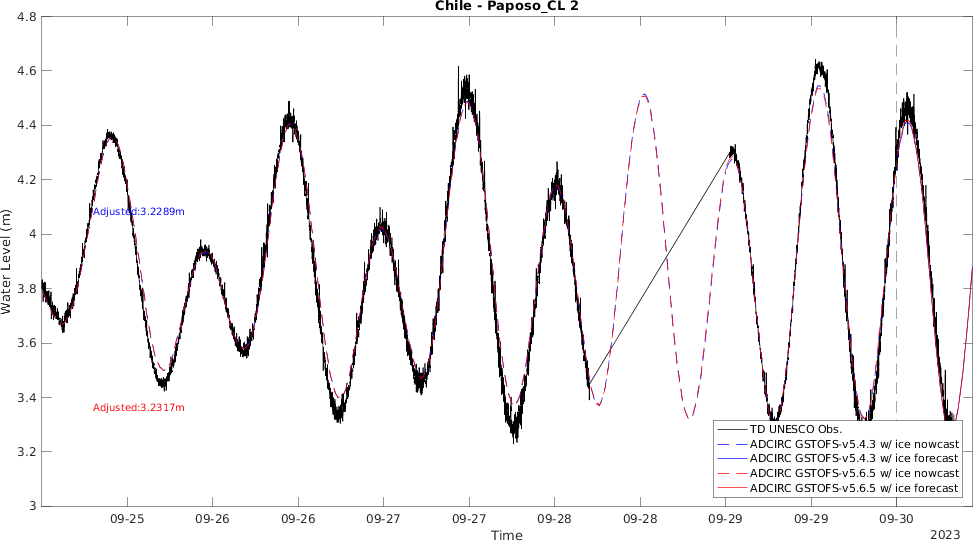 Chile - Paposo_CL 2
4.8
4.6
4.4
4.2
4
3.8
3.6
3.4
3.2
3
Water Level (m)
Adjusted:3.2289m
Adjusted:3.2317m
TD UNESCO Obs.
ADCIRC GSTOFS-v5.4.3 w/ ice nowcast
ADCIRC GSTOFS-v5.4.3 w/ ice forecast
ADCIRC GSTOFS-v5.6.5 w/ ice nowcast
ADCIRC GSTOFS-v5.6.5 w/ ice forecast
09-25 09-26 09-26 09-27 09-27 09-28 09-28 09-29 09-29 09-30
Time
2023